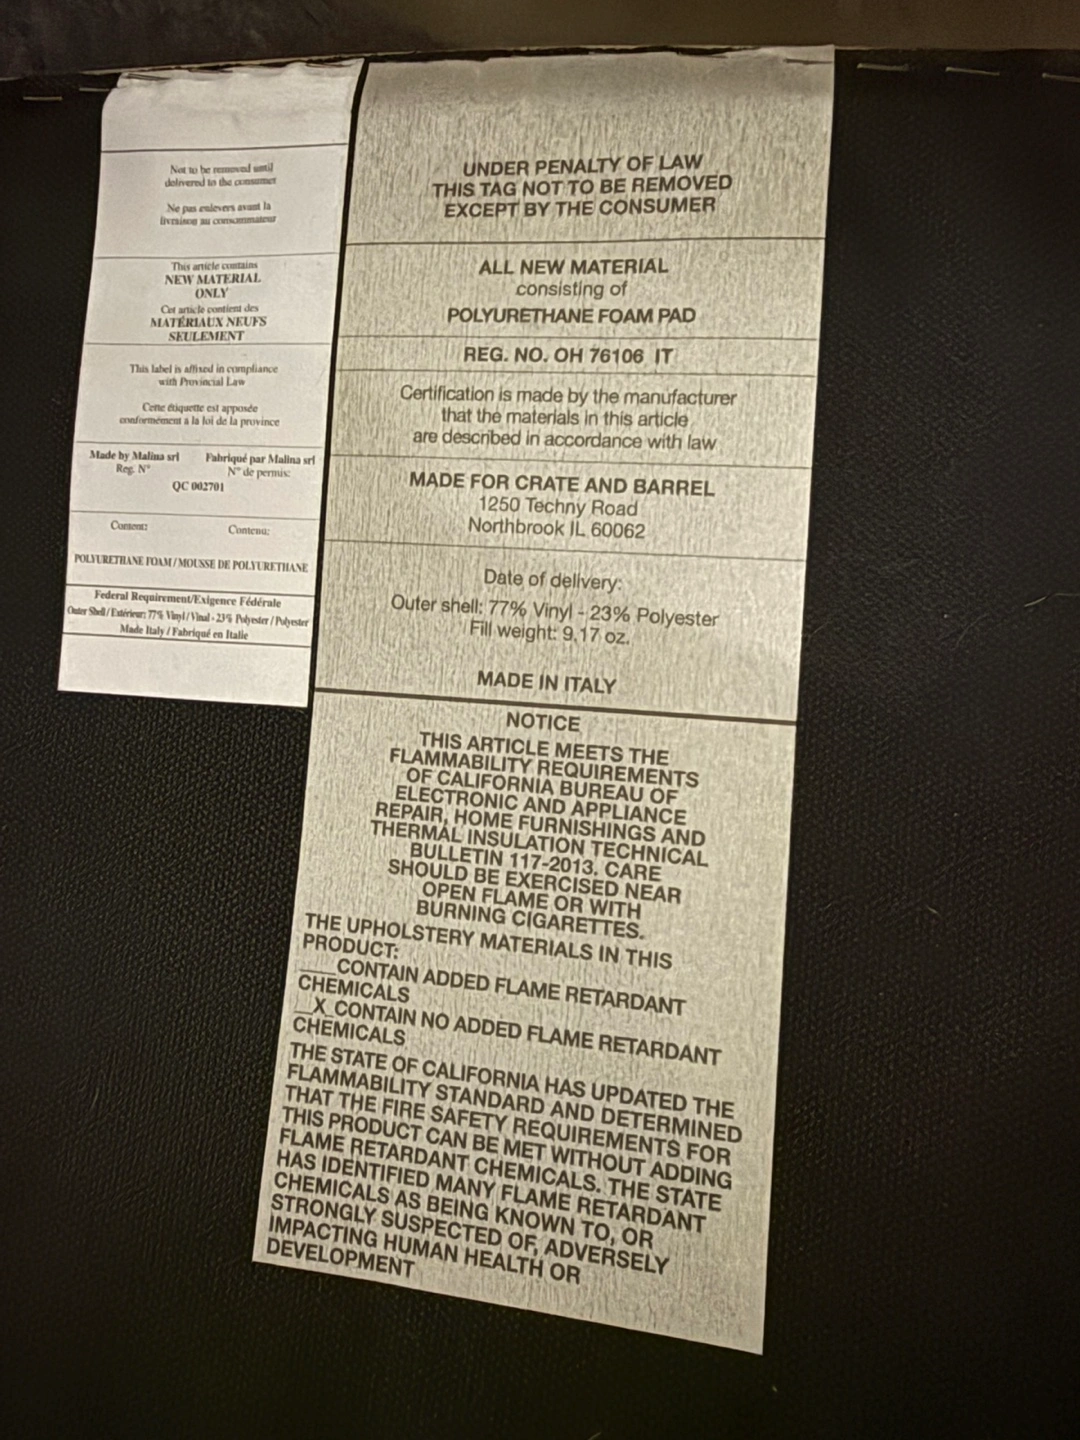 Not to be removed until
delivered to the consumer
Ne pas enlevers avant la
livraison au consommateur
This article contains
NEW MATERIAL
ONLY
Cet article contient des
MATÉRIAUX NEUFS
SEULEMENT
This label is affixed in compliance
with Provincial Law
Cette étiquette est apposée
conformément a la loi de la province
Made by Malina srl Fabriqué par Malina srl
Reg. N° N° de permis:
QC 002701
Content: Contenu:
POLYURETHANE FOAM / MOUSSE DE POLYURETHANE
Federal Requirement/Exigence Fédérale
Outer Shell / Extérieur: 77% Vinyl / Vinal - 23% Polyester / Polyester
Made Italy / Fabriqué en Italie
UNDER PENALTY OF LAW
THIS TAG NOT TO BE REMOVED
EXCEPT BY THE CONSUMER
ALL NEW MATERIAL
consisting of
POLYURETHANE FOAM PAD
REG. NO. OH 76106 IT
Certification is made by the manufacturer
that the materials in this article
are described in accordance with law
MADE FOR CRATE AND BARREL
1250 Techny Road
Northbrook IL 60062
Date of delivery:
Outer shell: 77% Vinyl - 23% Polyester
Fill weight: 9,17 oz.
MADE IN ITALY
NOTICE
THIS ARTICLE MEETS THE
FLAMMABILITY REQUIREMENTS
OF CALIFORNIA BUREAU OF
ELECTRONIC AND APPLIANCE
REPAIR, HOME FURNISHINGS AND
THERMAL INSULATION TECHNICAL
BULLETIN 117-2013. CARE
SHOULD BE EXERCISED NEAR
OPEN FLAME OR WITH
BURNING CIGARETTES.
THE UPHOLSTERY MATERIALS IN THIS
PRODUCT:
____CONTAIN ADDED FLAME RETARDANT
CHEMICALS
__X_CONTAIN NO ADDED FLAME RETARDANT
CHEMICALS
THE STATE OF CALIFORNIA HAS UPDATED THE
FLAMMABILITY STANDARD AND DETERMINED
THAT THE FIRE SAFETY REQUIREMENTS FOR
THIS PRODUCT CAN BE MET WITHOUT ADDING
FLAME RETARDANT CHEMICALS. THE STATE
HAS IDENTIFIED MANY FLAME RETARDANT
CHEMICALS AS BEING KNOWN TO, OR
STRONGLY SUSPECTED OF, ADVERSELY
IMPACTING HUMAN HEALTH OR
DEVELOPMENT